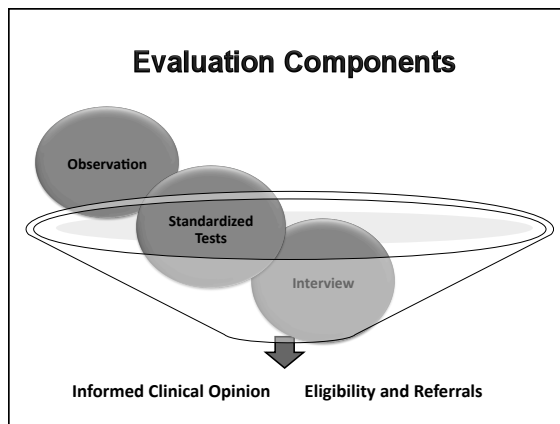 Evaluation Components
Observation
Standardized
Tests
Interview
Informed Clinical Opinion Eligibility and Referrals